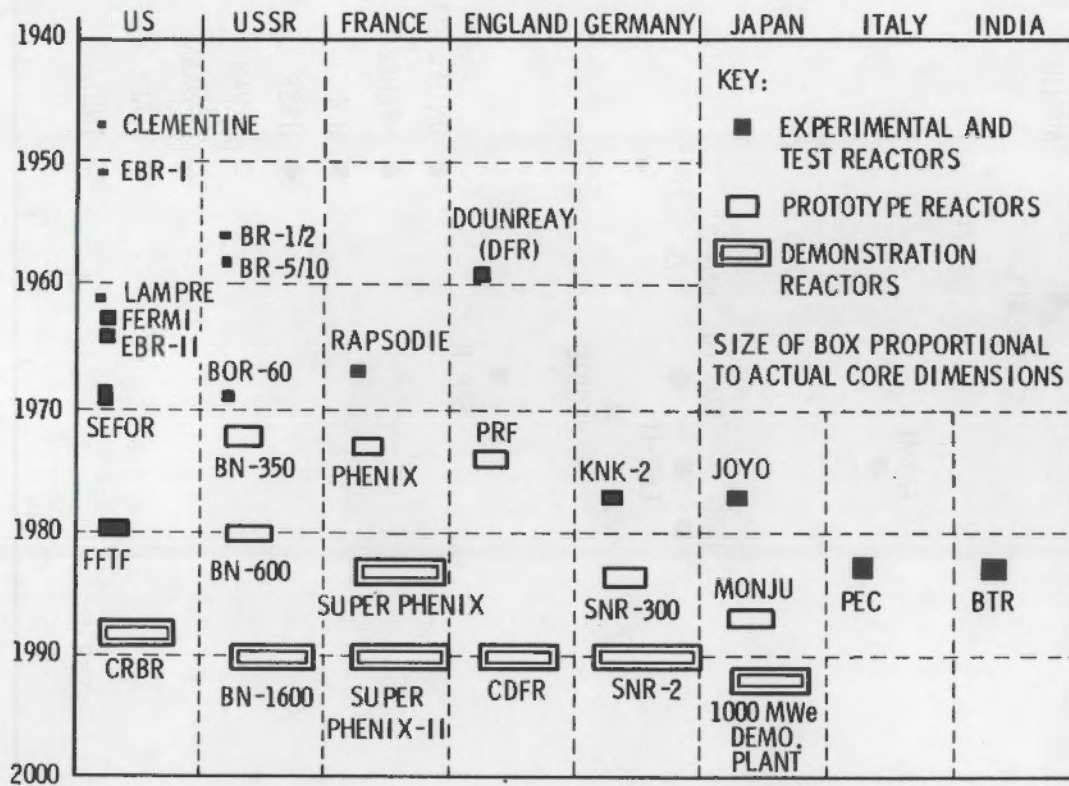 US USSR FRANCE ENGLAND GERMANY JAPAN ITALY INDIA
1940
KEY:
EXPERIMENTAL AND
TEST REACTORS
PROTOTYPE REACTORS
DEMONSTRATION
REACTORS
SIZE OF BOX PROPORTIONAL
TO ACTUAL CORE DIMENSIONS
CLEMENTINE
1950
EBR-I
DOUNREAY
(DFR)
BR-1/2
BR-5/10
1960
LAMPRE
FERMI
EBR-II
RAPSODIE
BOR-60
1970
SEFOR
BN-350
PHENIX
PRF
KNK-2
JOYO
1980
FFTF
BN-600
SUPER PHENIX
SNR-300
MONJU
PEC
BTR
1990
CRBR
BN-1600
SUPER
PHENIX-II
CDFR
SNR-2
1000 MWe
DEMO.
PLANT
2000